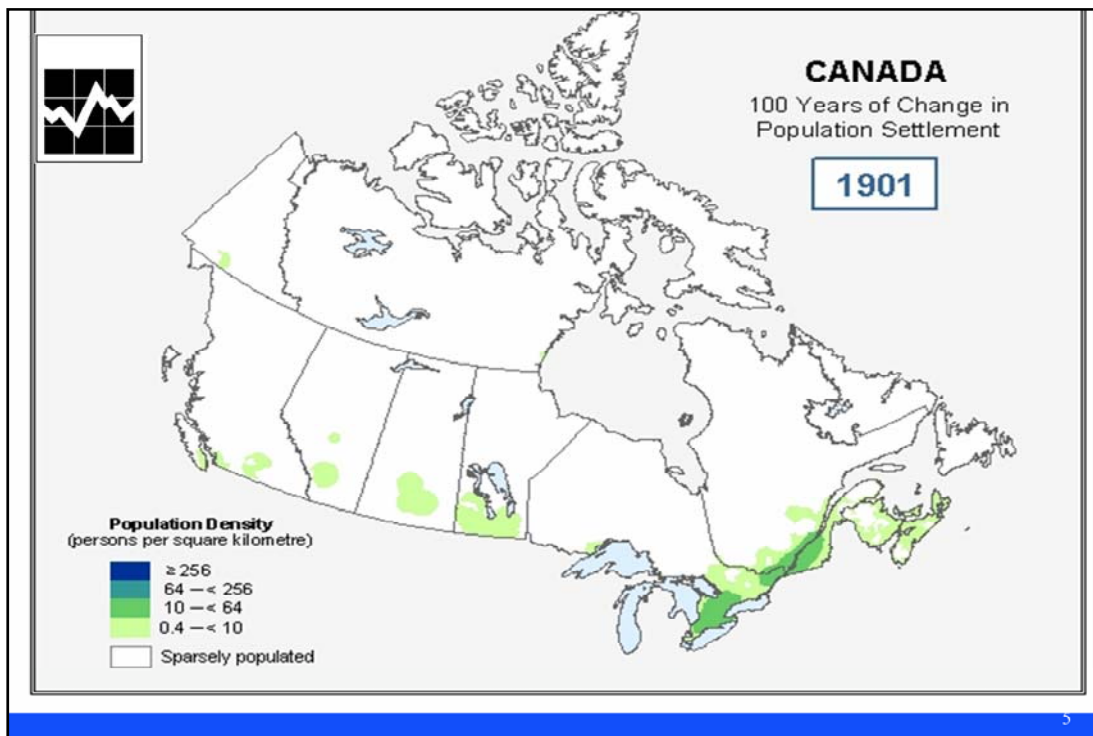 CANADA
100 Years of Change in
Population Settlement
1901
Population Density
(persons per square kilometre)
≥ 256
64 – < 256
10 – < 64
0.4 – < 10
Sparsely populated
5